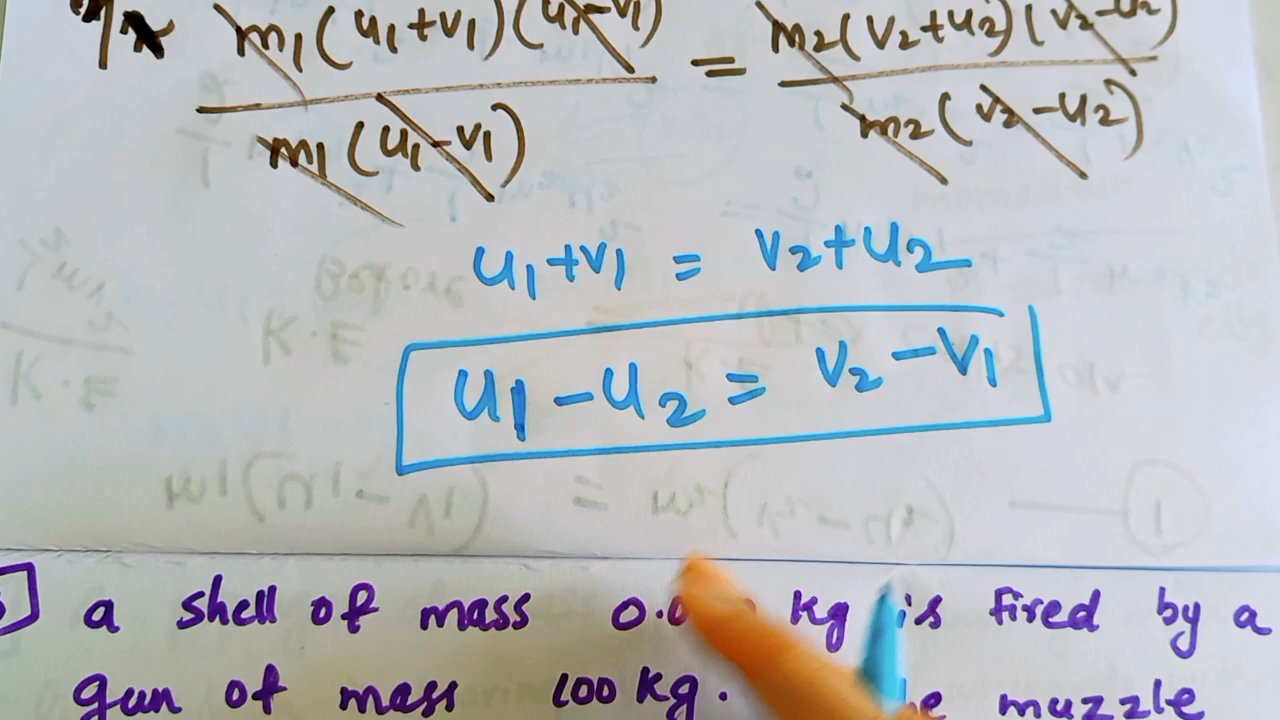 m1(u1+v1)(u1-v1) = m2(v2+u2)(v2-u2)
m1(u1-v1) m2(v2-u2)
u1+v1 = v2+u2
u1-u2 = v2-v1
a shell of mass kg is fired by a
gun of mass 100 kg. muzzle